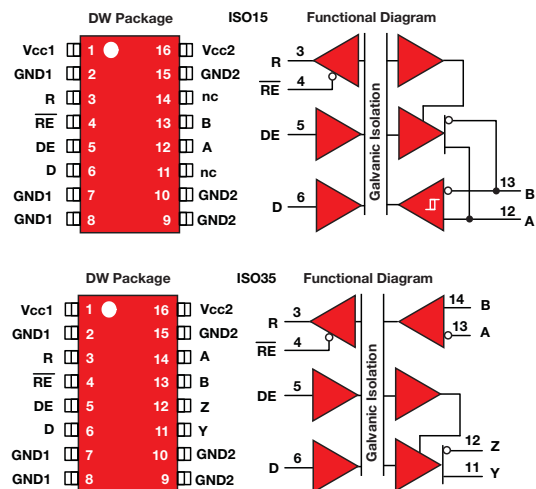 DW Package ISO15 Functional Diagram
Vcc1 1 16 Vcc2
GND1 2 15 GND2
R 3 14 nc
RE 4 13 B
DE 5 12 A
D 6 11 nc
GND1 7 10 GND2
GND1 8 9 GND2
R 3
RE 4
DE 5
D 6
Galvanic Isolation
13 B
12 A
DW Package ISO35 Functional Diagram
Vcc1 1 16 Vcc2
GND1 2 15 GND2
R 3 14 A
RE 4 13 B
DE 5 12 Z
D 6 11 Y
GND1 7 10 GND2
GND1 8 9 GND2
R 3
RE 4
DE 5
D 6
Galvanic Isolation
14 B
13 A
12 Z
11 Y